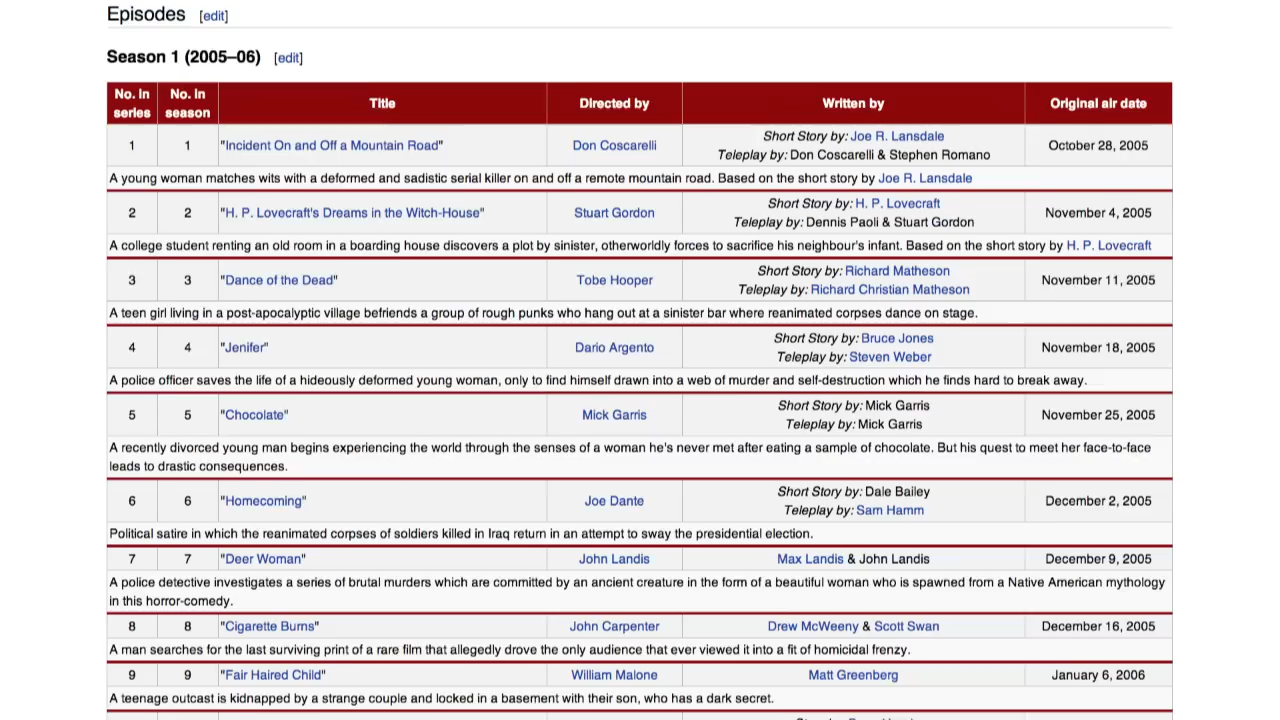 Episodes [edit]
Season 1 (2005–06) [edit]
No. in series No. in season Title Directed by Written by Original air date
1 1 "Incident On and Off a Mountain Road" Don Coscarelli Short Story by: Joe R. Lansdale October 28, 2005
Teleplay by: Don Coscarelli & Stephen Romano
A young woman matches wits with a deformed and sadistic serial killer on and off a remote mountain road. Based on the short story by Joe R. Lansdale
2 2 "H. P. Lovecraft's Dreams in the Witch-House" Stuart Gordon Short Story by: H. P. Lovecraft November 4, 2005
Teleplay by: Dennis Paoli & Stuart Gordon
A college student renting an old room in a boarding house discovers a plot by sinister, otherworldly forces to sacrifice his neighbour's infant. Based on the short story by H. P. Lovecraft
3 3 "Dance of the Dead" Tobe Hooper Short Story by: Richard Matheson November 11, 2005
Teleplay by: Richard Christian Matheson
A teen girl living in a post-apocalyptic village befriends a group of rough punks who hang out at a sinister bar where reanimated corpses dance on stage.
4 4 "Jenifer" Dario Argento Short Story by: Bruce Jones November 18, 2005
Teleplay by: Steven Weber
A police officer saves the life of a hideously deformed young woman, only to find himself drawn into a web of murder and self-destruction which he finds hard to break away.
5 5 "Chocolate" Mick Garris Short Story by: Mick Garris November 25, 2005
Teleplay by: Mick Garris
A recently divorced young man begins experiencing the world through the senses of a woman he's never met after eating a sample of chocolate. But his quest to meet her face-to-face
leads to drastic consequences.
6 6 "Homecoming" Joe Dante Short Story by: Dale Bailey December 2, 2005
Teleplay by: Sam Hamm
Political satire in which the reanimated corpses of soldiers killed in Iraq return in an attempt to sway the presidential election.
7 7 "Deer Woman" John Landis Max Landis & John Landis December 9, 2005
A police detective investigates a series of brutal murders which are committed by an ancient creature in the form of a beautiful woman who is spawned from a Native American mythology
in this horror-comedy.
8 8 "Cigarette Burns" John Carpenter Drew McWeeny & Scott Swan December 16, 2005
A man searches for the last surviving print of a rare film that allegedly drove the only audience that ever viewed it into a fit of homicidal frenzy.
9 9 "Fair Haired Child" William Malone Matt Greenberg January 6, 2006
A teenage outcast is kidnapped by a strange couple and locked in a basement with their son, who has a dark secret.